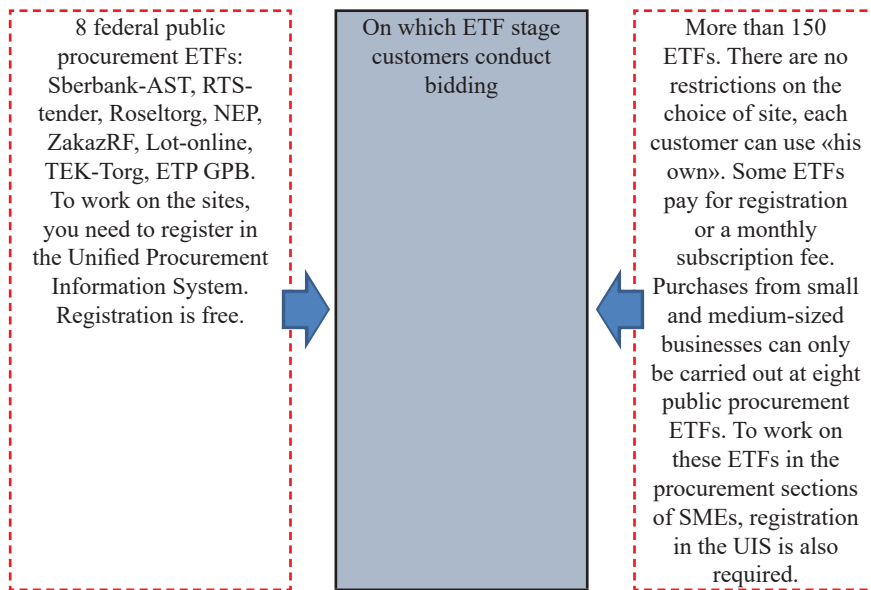 8 federal public
procurement ETFs:
Sberbank-AST, RTS-
tender, Roseltorg, NEP,
ZakazRF, Lot-online,
TEK-Torg, ETP GPB.
To work on the sites,
you need to register in
the Unified Procurement
Information System.
Registration is free.
On which ETF stage
customers conduct
bidding
More than 150
ETFs. There are no
restrictions on the
choice of site, each
customer can use «his
own». Some ETFs
pay for registration
or a monthly
subscription fee.
Purchases from small
and medium-sized
businesses can only
be carried out at eight
public procurement
ETFs. To work on
these ETFs in the
procurement sections
of SMEs, registration
in the UIS is also
required.